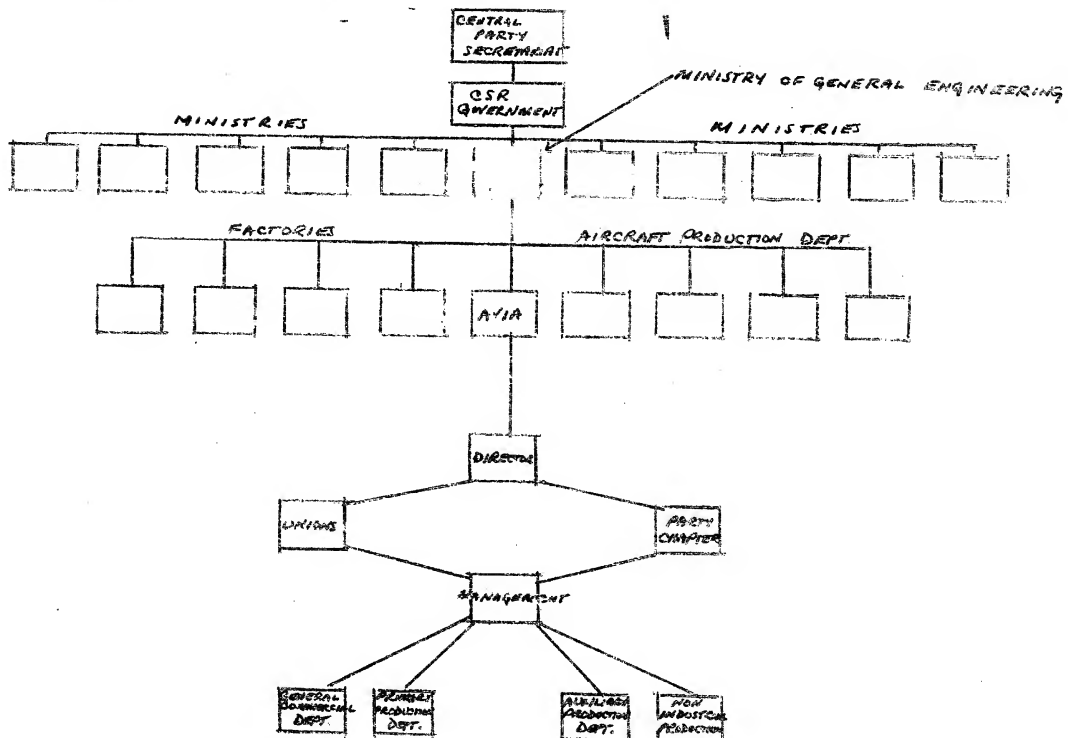 CENTRAL
PARTY
SECRETARIAT
MINISTRY OF GENERAL ENGINEERING
CSR
GOVERNMENT
MINISTRIES
MINISTRIES
FACTORIES
AIRCRAFT PRODUCTION DEPT.
AVIA
DIRECTOR
UNIONS
PARTY
CHAPTER
MANAGEMENT
GENERAL
COMMERCIAL
DEPT.
PRIMARY
PRODUCTION
DEPT.
AUXILIARY
PRODUCTION
DEPT.
NON
INDUSTRIAL
PRODUCTION